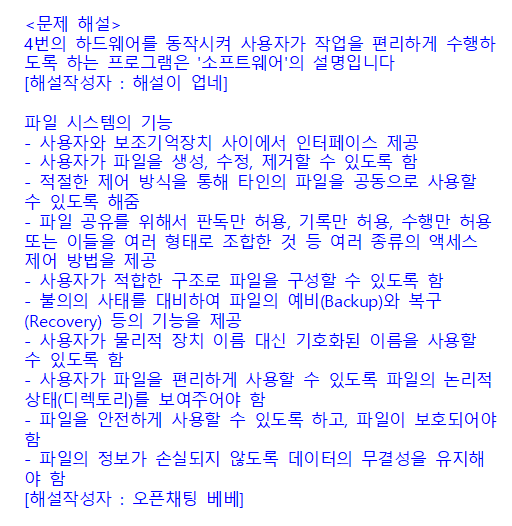 <문제 해설>
4번의 하드웨어를 동작시켜 사용자가 작업을 편리하게 수행하
도록 하는 프로그램은 '소프트웨어'의 설명입니다
[해설작성자 : 해설이 업네]

파일 시스템의 기능
- 사용자와 보조기억장치 사이에서 인터페이스 제공
- 사용자가 파일을 생성, 수정, 제거할 수 있도록 함
- 적절한 제어 방식을 통해 타인의 파일을 공동으로 사용할
수 있도록 해줌
- 파일 공유를 위해서 판독만 허용, 기록만 허용, 수행만 허용
또는 이들을 여러 형태로 조합한 것 등 여러 종류의 액세스
제어 방법을 제공
- 사용자가 적합한 구조로 파일을 구성할 수 있도록 함
- 불의의 사태를 대비하여 파일의 예비(Backup)와 복구
(Recovery) 등의 기능을 제공
- 사용자가 물리적 장치 이름 대신 기호화된 이름을 사용할
수 있도록 함
- 사용자가 파일을 편리하게 사용할 수 있도록 파일의 논리적
상태(디렉토리)를 보여주어야 함
- 파일을 안전하게 사용할 수 있도록 하고, 파일이 보호되어야
함
- 파일의 정보가 손실되지 않도록 데이터의 무결성을 유지해
야 함
[해설작성자 : 오픈채팅 베베]